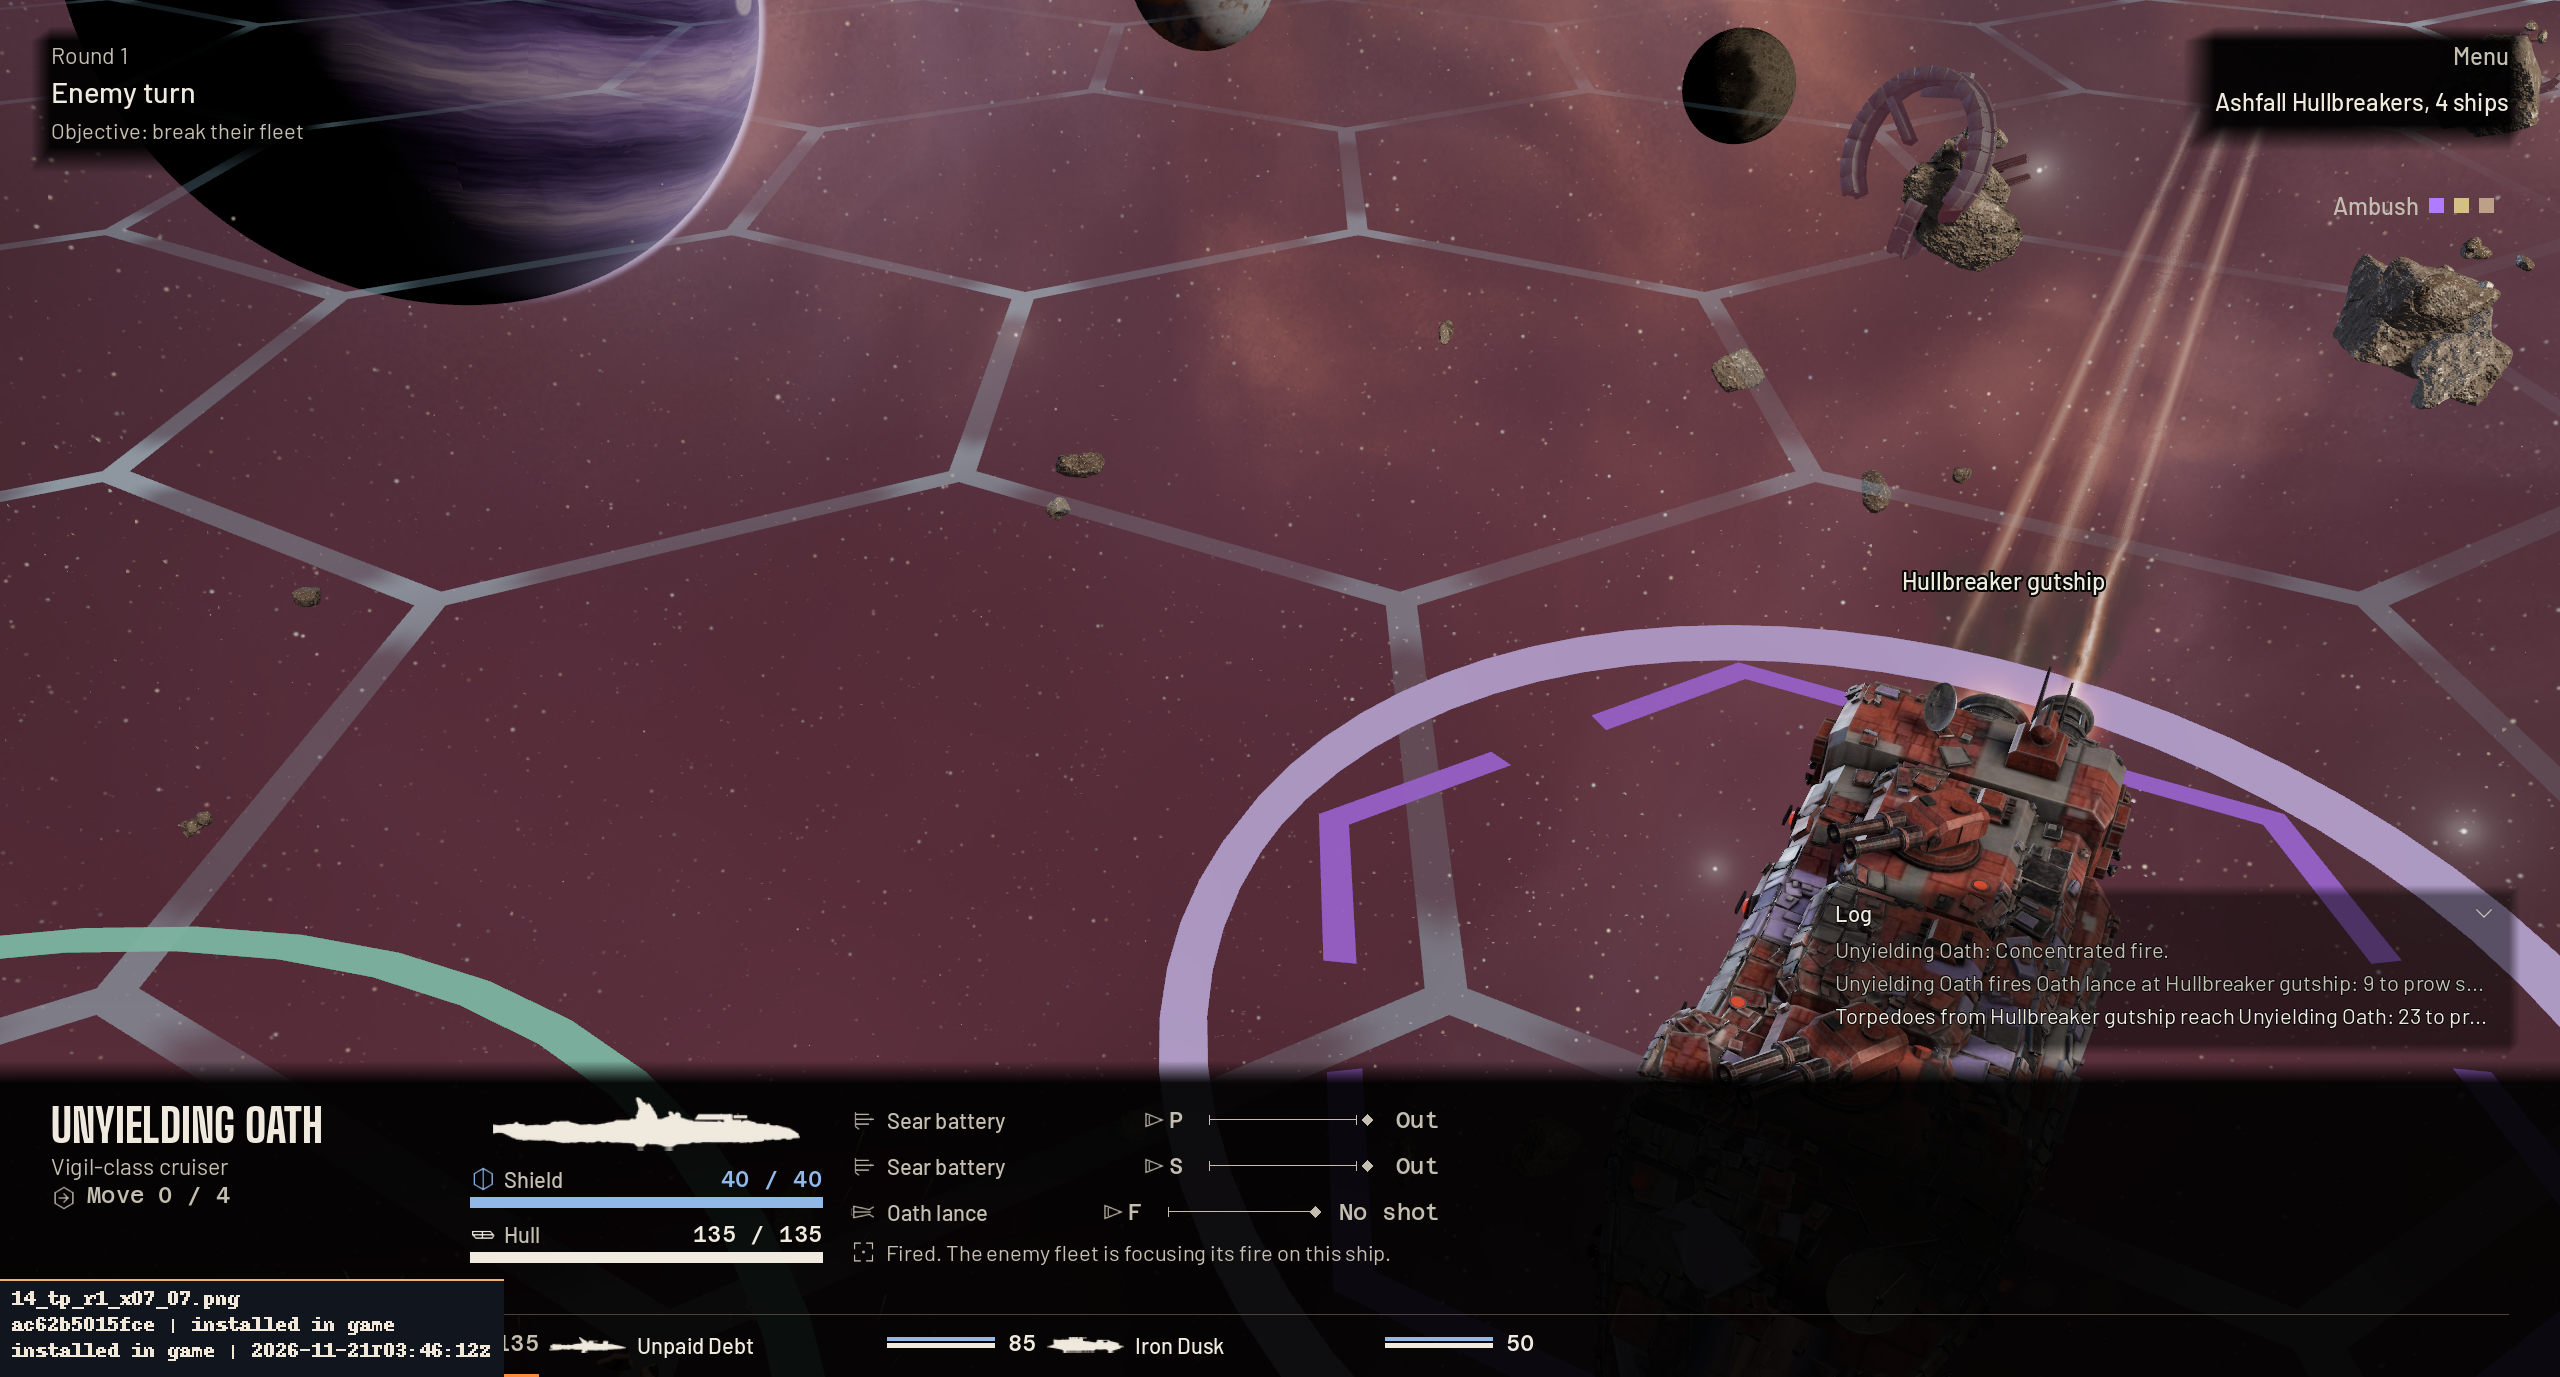 Round 1
Enemy turn
Objective: break their fleet
Menu
Ashfall Hullbreakers, 4 ships
Ambush
Hullbreaker gutship
Log
Unyielding Oath: Concentrated fire.
Unyielding Oath fires Oath lance at Hullbreaker gutship: 9 to prow s...
Torpedoes from Hullbreaker gutship reach Unyielding Oath: 23 to pr...
UNYIELDING OATH
Vigil-class cruiser
Move 0 / 4
Shield 40 / 40
Hull 135 / 135
Sear battery P Out
Sear battery S Out
Oath lance F No shot
Fired. The enemy fleet is focusing its fire on this ship.
14_tp_r1_x07_07.png
ac62b5015fce | installed in game
installed in game | 2026-11-21T03:46:12Z
135 Unpaid Debt 85 Iron Dusk 50